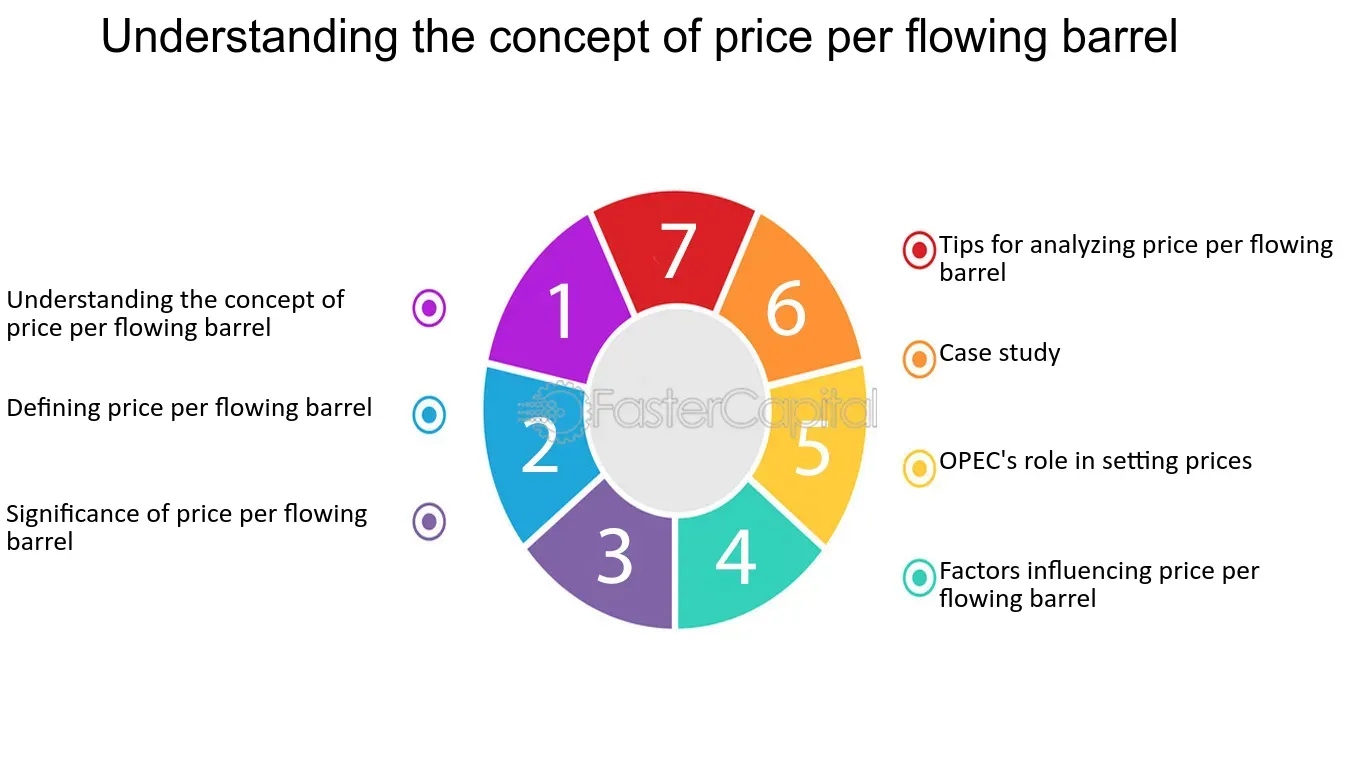 Understanding the concept of price per flowing barrel
Understanding the concept of
price per flowing barrel
Defining price per flowing barrel
Significance of price per flowing
barrel
7
1
6
2
5
3
4
FasterCapital
Tips for analyzing price per flowing
barrel
Case study
OPEC's role in setting prices
Factors influencing price per
flowing barrel